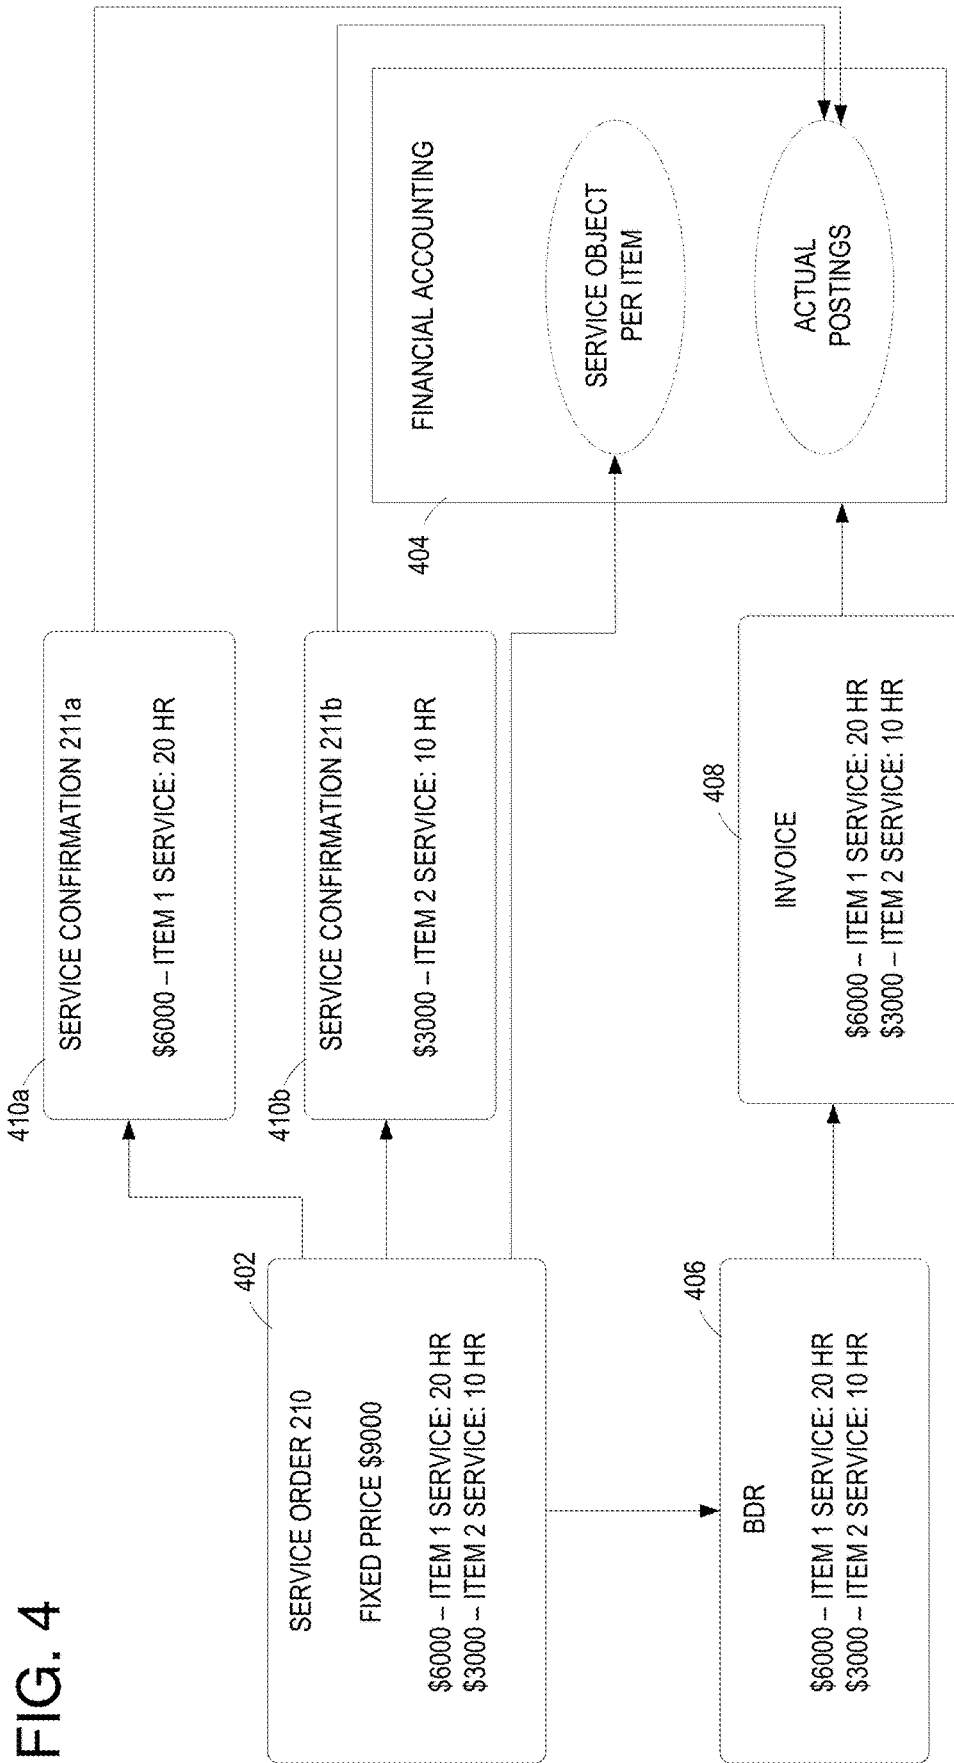 FIG. 4
410a
SERVICE CONFIRMATION 211a
$6000 – ITEM 1 SERVICE: 20 HR
410b
SERVICE CONFIRMATION 211b
$3000 – ITEM 2 SERVICE: 10 HR
402
SERVICE ORDER 210
FIXED PRICE $9000
$6000 – ITEM 1 SERVICE: 20 HR
$3000 – ITEM 2 SERVICE: 10 HR
404
FINANCIAL ACCOUNTING
SERVICE OBJECT
PER ITEM
ACTUAL
POSTINGS
406
BDR
$6000 – ITEM 1 SERVICE: 20 HR
$3000 – ITEM 2 SERVICE: 10 HR
408
INVOICE
$6000 – ITEM 1 SERVICE: 20 HR
$3000 – ITEM 2 SERVICE: 10 HR